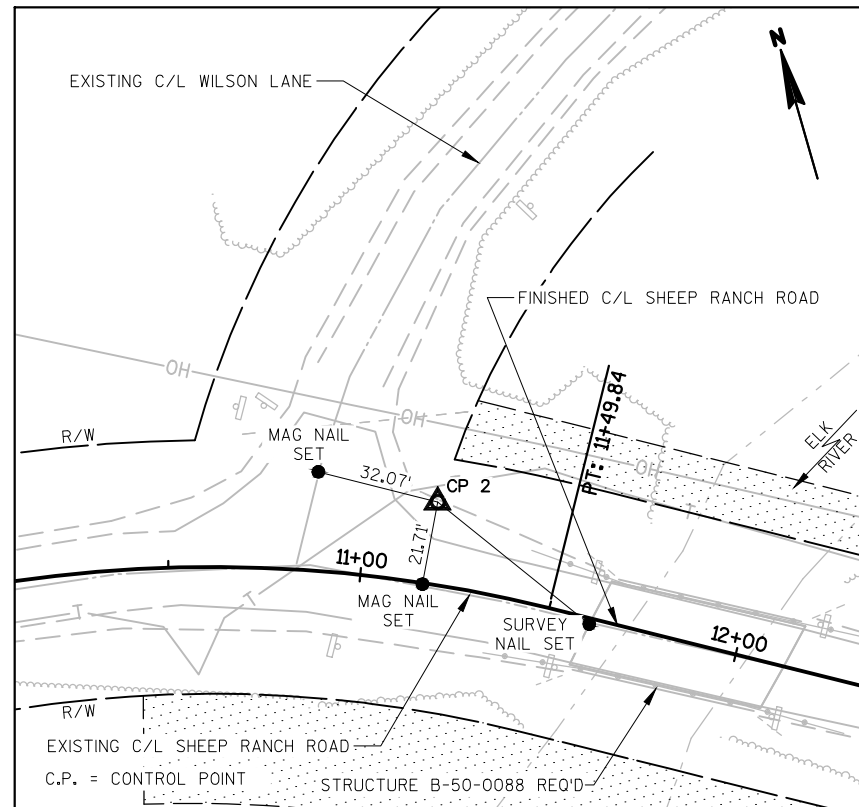 EXISTING C/L WILSON LANE
N
FINISHED C/L SHEEP RANCH ROAD
OH
OH
OH
R/W
MAG NAIL
SET
32.07'
CP 2
PT: 11+49.84
ELK
RIVER
21.71'
11+00
MAG NAIL
SET
SURVEY
NAIL SET
12+00
T
T
R/W
EXISTING C/L SHEEP RANCH ROAD
C.P. = CONTROL POINT
STRUCTURE B-50-0088 REQ'D